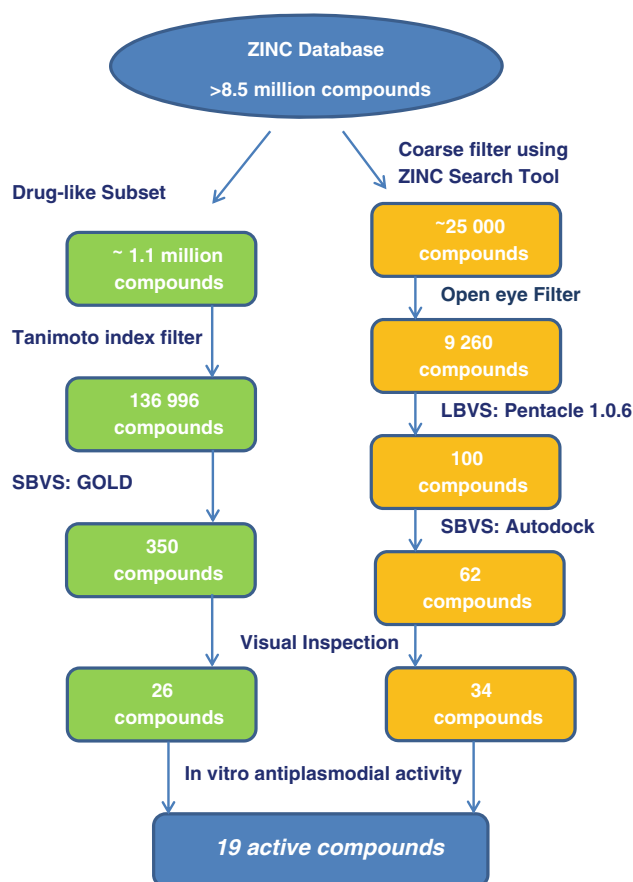 ZINC Database
>8.5 million compounds
Coarse filter using
ZINC Search Tool
Drug-like Subset
~ 1.1 million
compounds
~25 000
compounds
Open eye Filter
Tanimoto index filter
9 260
compounds
136 996
compounds
LBVS: Pentacle 1.0.6
100
compounds
SBVS: GOLD
SBVS: Autodock
350
compounds
62
compounds
Visual Inspection
26
compounds
34
compounds
In vitro antiplasmodial activity
19 active compounds